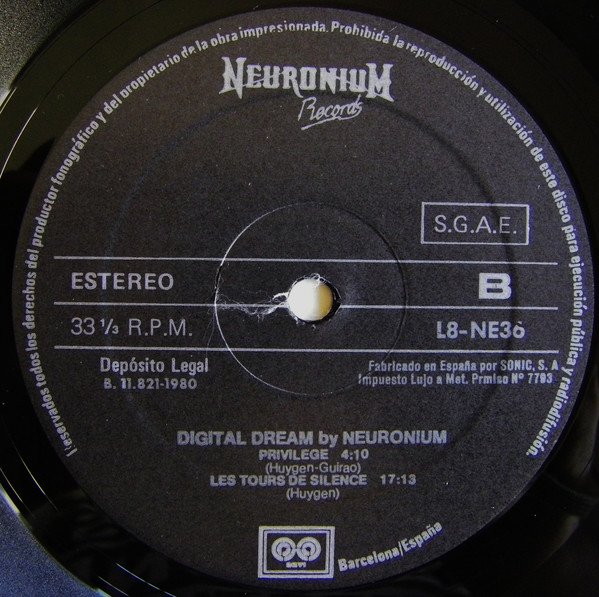 Reservados todos los derechos del productor fonográfico y del propietario de la obra impresionada. Prohibida la reproducción y utilización de este disco para ejecución pública y radiodifusión.
NEURONIUM
Records
S.G.A.E.
ESTEREO
B
33 1/3 R.P.M.
L8-NE36
Depósito Legal
B. 11.821-1980
Fabricado en España por SONIC, S. A
Impuesto Lujo a Met. Prmiso Nº 7793
DIGITAL DREAM by NEURONIUM
PRIVILEGE 4:10
(Huygen-Guirao)
LES TOURS DE SILENCE 17:13
(Huygen)
Barcelona/España